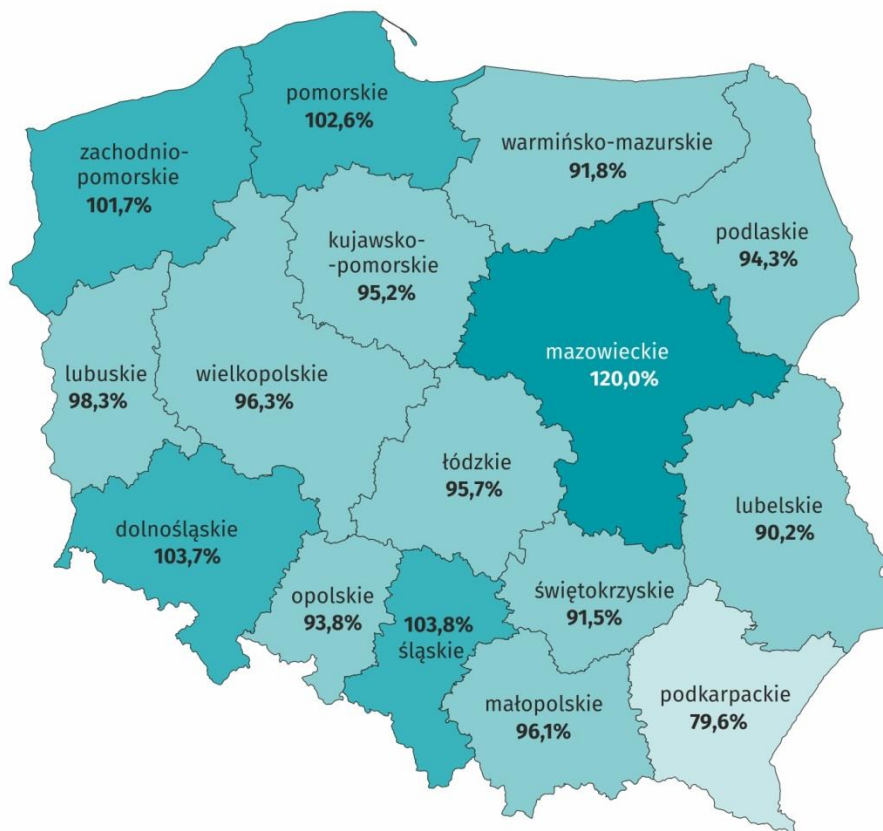 pomorskie
102,6%
zachodnio-
pomorskie
101,7%
warmińsko-mazurskie
91,8%
podlaskie
94,3%
kujawsko-
-pomorskie
95,2%
mazowieckie
120,0%
lubuskie
98,3%
wielkopolskie
96,3%
łódzkie
95,7%
lubelskie
90,2%
dolnośląskie
103,7%
opolskie
93,8%
103,8%
śląskie
świętokrzyskie
91,5%
małopolskie
96,1%
podkarpackie
79,6%